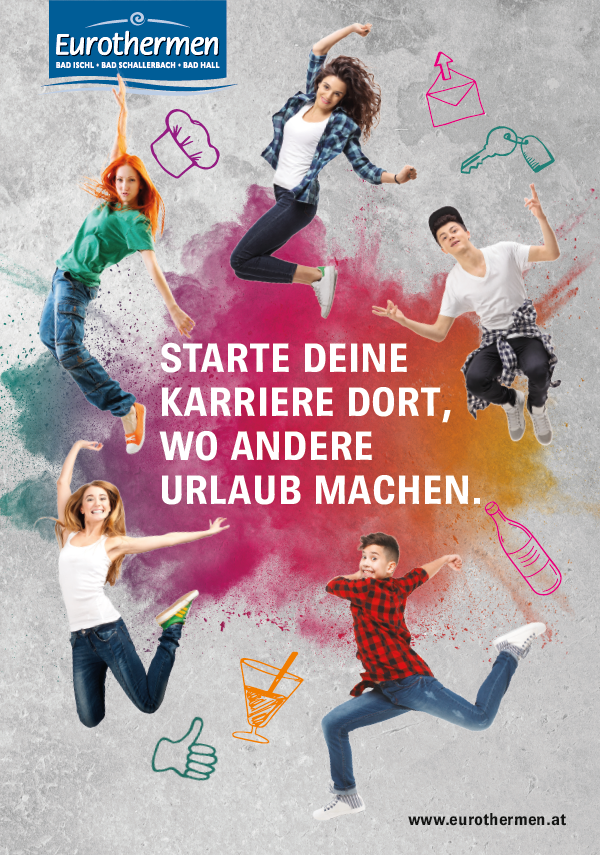 Eurothermen
BAD ISCHL • BAD SCHALLERBACH • BAD HALL
STARTE DEINE
KARRIERE DORT,
WO ANDERE
URLAUB MACHEN.
www.eurothermen.at